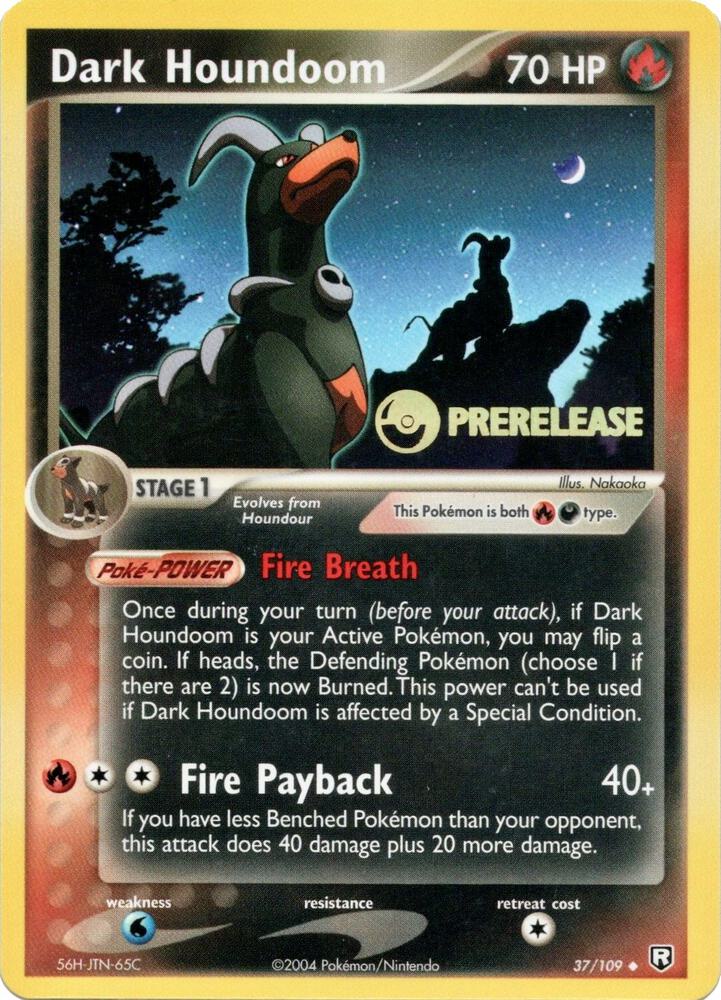 Dark Houndoom 70 HP
PRERELEASE
Illus. Nakaoka
STAGE 1
Evolves from
Houndour
This Pokémon is both type.
Poké-POWER Fire Breath
Once during your turn (before your attack), if Dark
Houndoom is your Active Pokémon, you may flip a
coin. If heads, the Defending Pokémon (choose 1 if
there are 2) is now Burned. This power can't be used
if Dark Houndoom is affected by a Special Condition.
Fire Payback 40+
If you have less Benched Pokémon than your opponent,
this attack does 40 damage plus 20 more damage.
weakness resistance retreat cost
56H-JTN-65C ©2004 Pokémon/Nintendo 37/109 ◆ R